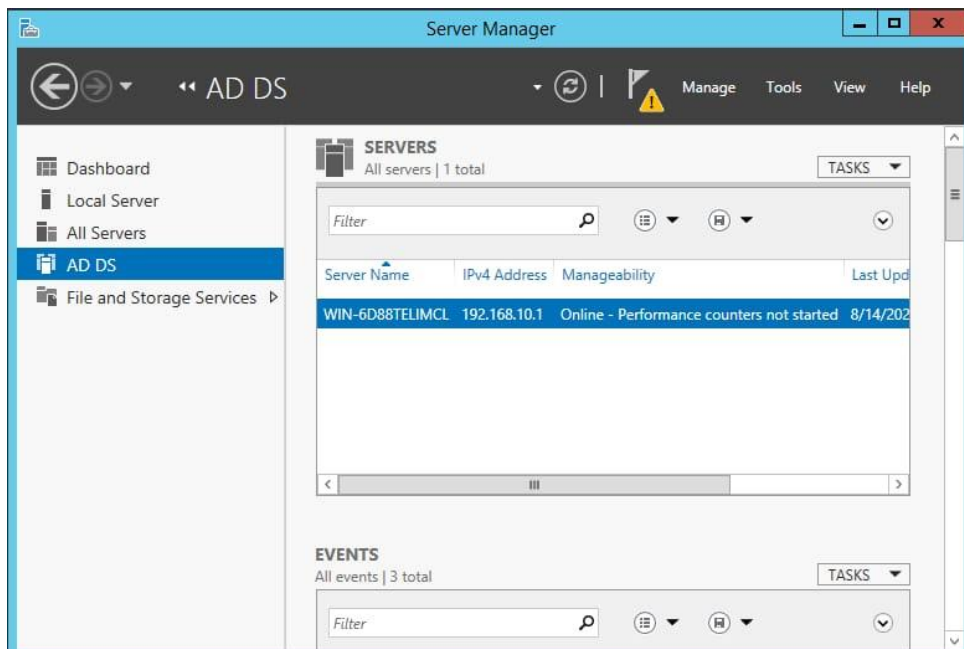 Server Manager
AD DS
Manage Tools View Help
Dashboard
Local Server
All Servers
AD DS
File and Storage Services
SERVERS
All servers | 1 total
TASKS
Filter
Server Name IPv4 Address Manageability Last Upd
WIN-6D88TELIMCL 192.168.10.1 Online - Performance counters not started 8/14/202
EVENTS
All events | 3 total
TASKS
Filter